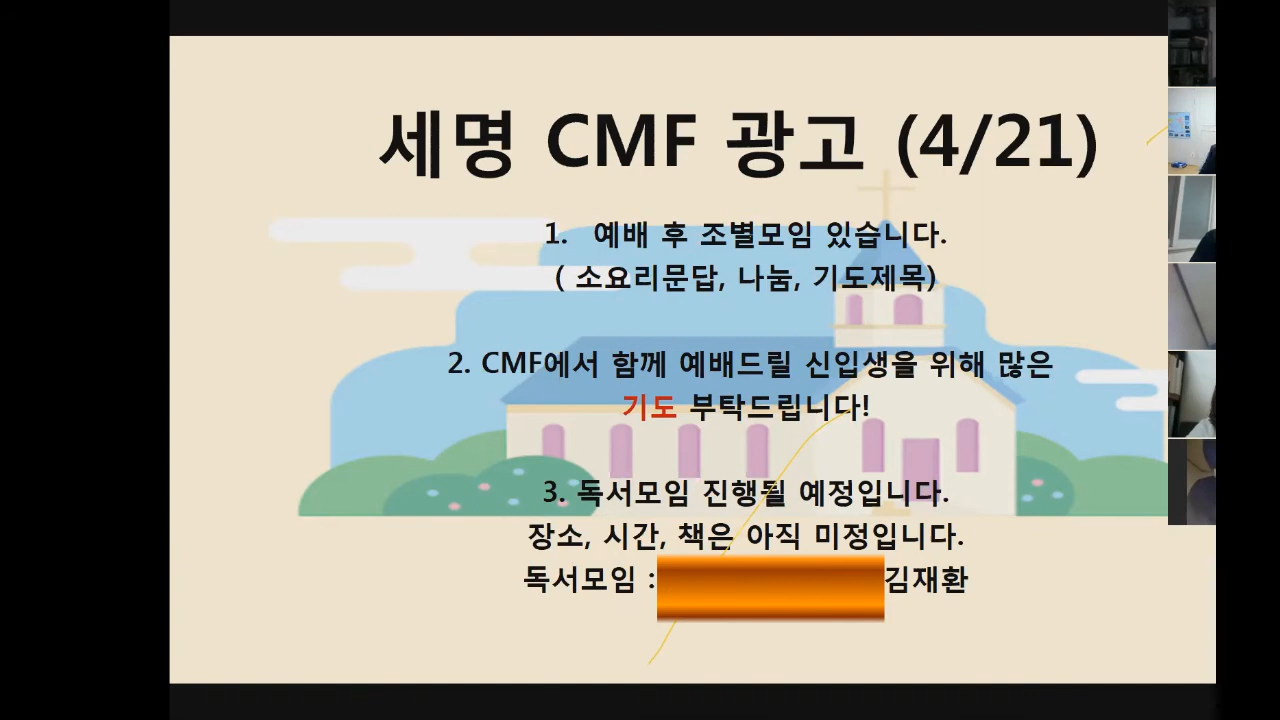 세명 CMF 광고 (4/21)
1. 예배 후 조별모임 있습니다.
( 소요리문답, 나눔, 기도제목)
2. CMF에서 함께 예배드릴 신입생을 위해 많은
기도 부탁드립니다!
3. 독서모임 진행될 예정입니다.
장소, 시간, 책은 아직 미정입니다.
독서모임 : 김재환